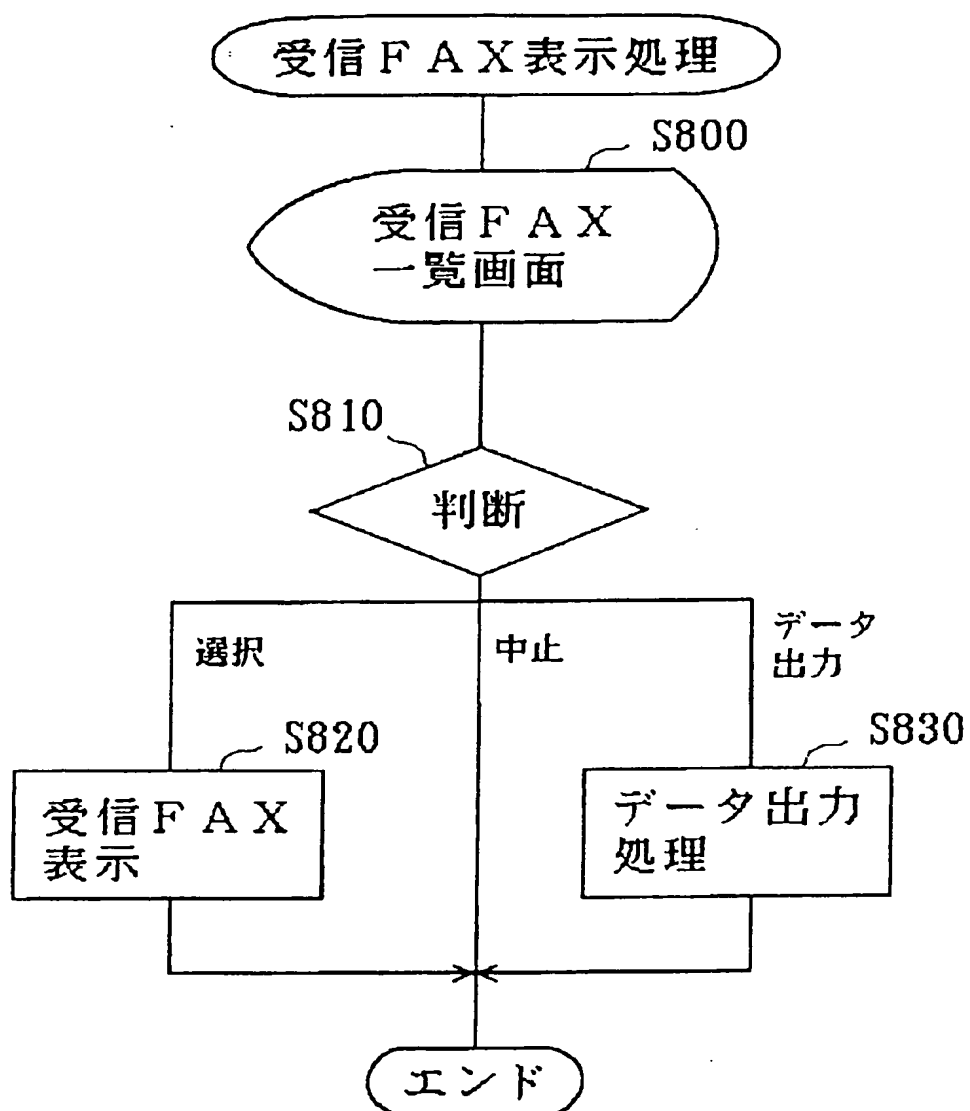 受信ＦＡＸ表示処理
S800
受信ＦＡＸ
一覧画面
S810
判断
選択
中止
データ
出力
S820
受信ＦＡＸ
表示
S830
データ出力
処理
エンド